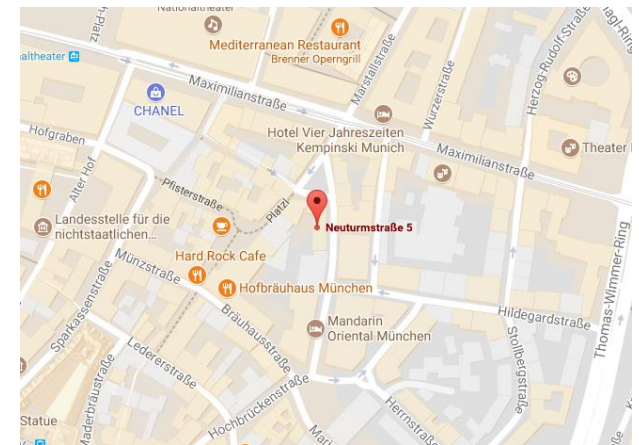 Nationaltheater
Mediterranean Restaurant
Brenner Operngrill
Marstallstraße
Wurzerstraße
Herzog-Rudolf-Straße
Maximilianstraße
CHANEL
Hotel Vier Jahreszeiten
Kempinski Munich
Maximilianstraße
Theater
Hofgraben
Alter Hof
Pfisterstraße
Platzl
Neuturmstraße 5
Landesstelle für die
nichtstaatlichen...
Münzstraße
Hard Rock Cafe
Hofbräuhaus München
Sparkassenstraße
Bräuhausstraße
Hildegardstraße
Thomas-Wimmer-Ring
Mandarin
Oriental München
Stollbergstraße
Ledererstraße
Maderbräustraße
Hochbrückenstraße
Herrnstraße
Statue